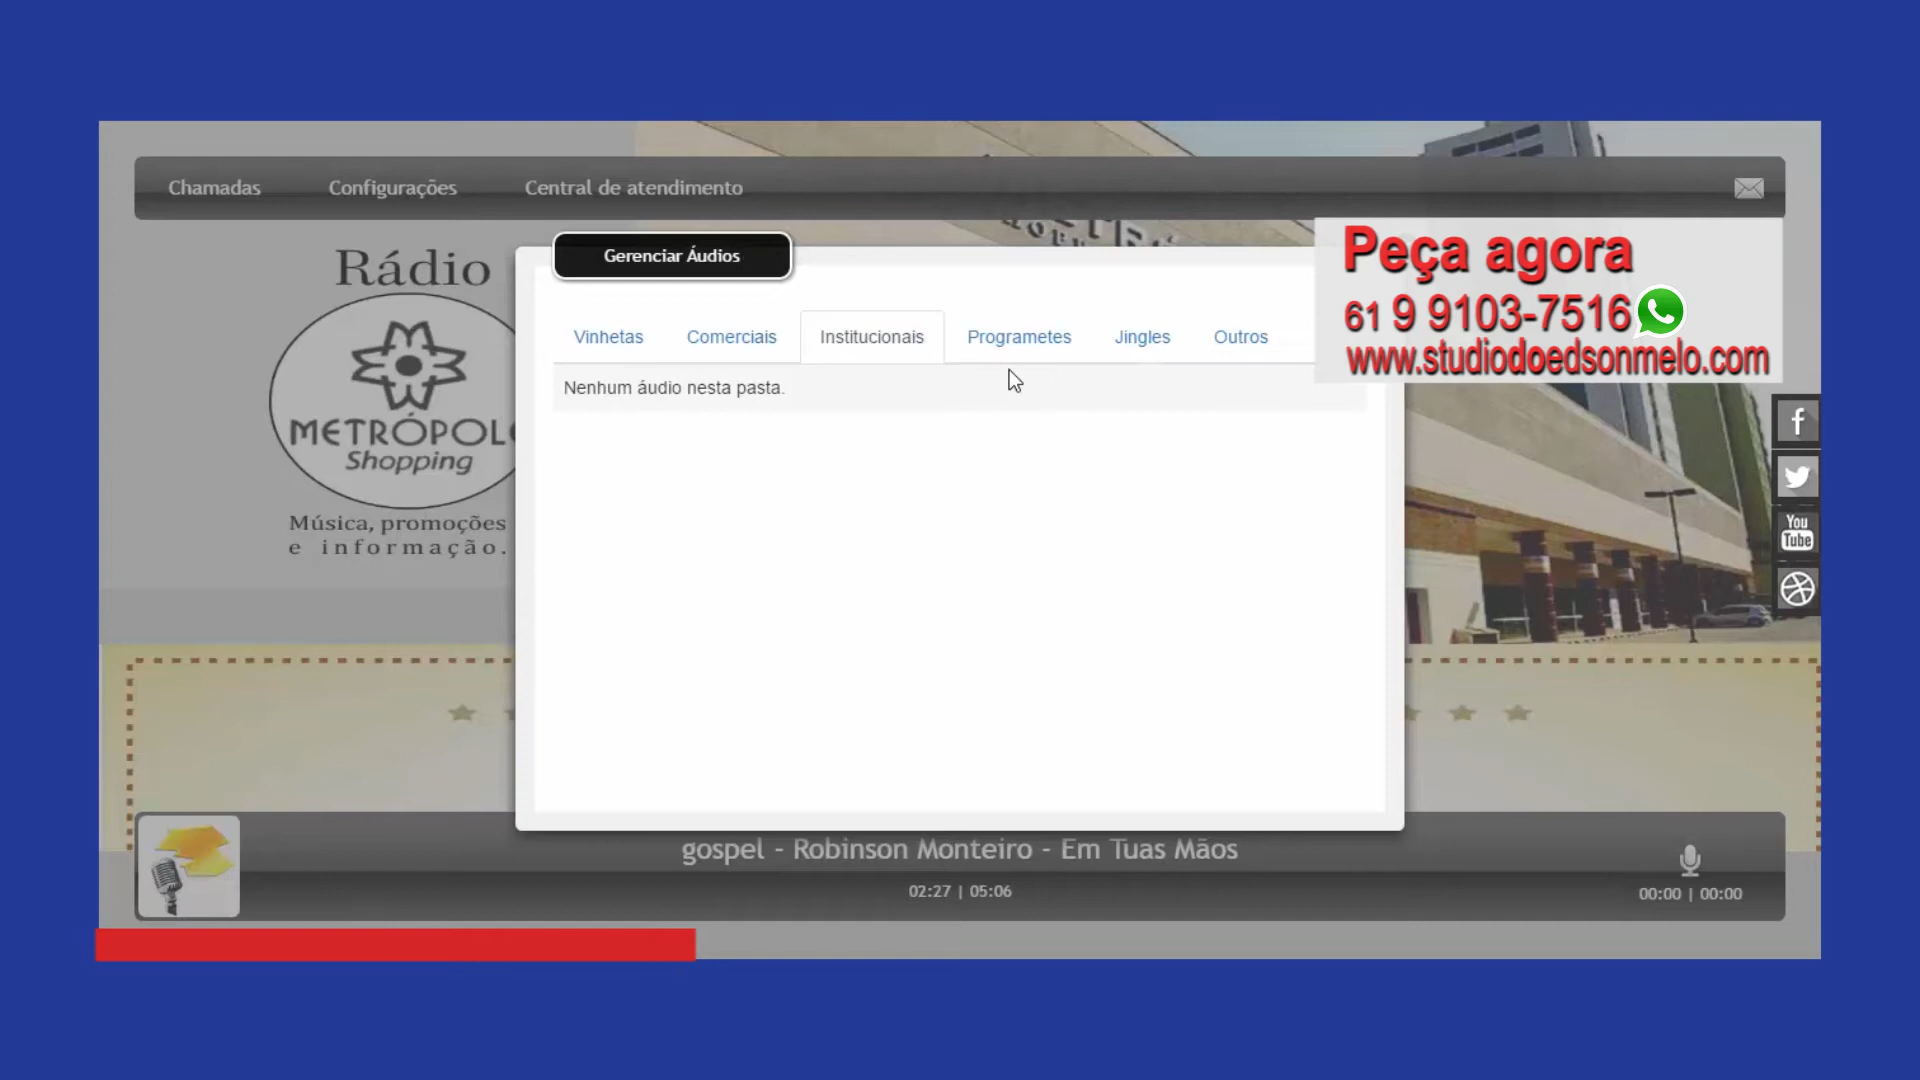 Chamadas Configurações Central de atendimento
Rádio
METRÓPOL
Shopping
Música, promoções
e informação.
Gerenciar Áudios
Vinhetas Comerciais Institucionais Programetes Jingles Outros
Nenhum áudio nesta pasta.
Peça agora
61 9 9103-7516
www.studiodoedsonmelo.com
f
You
Tube
gospel - Robinson Monteiro - Em Tuas Mãos
02:27 | 05:06
00:00 | 00:00